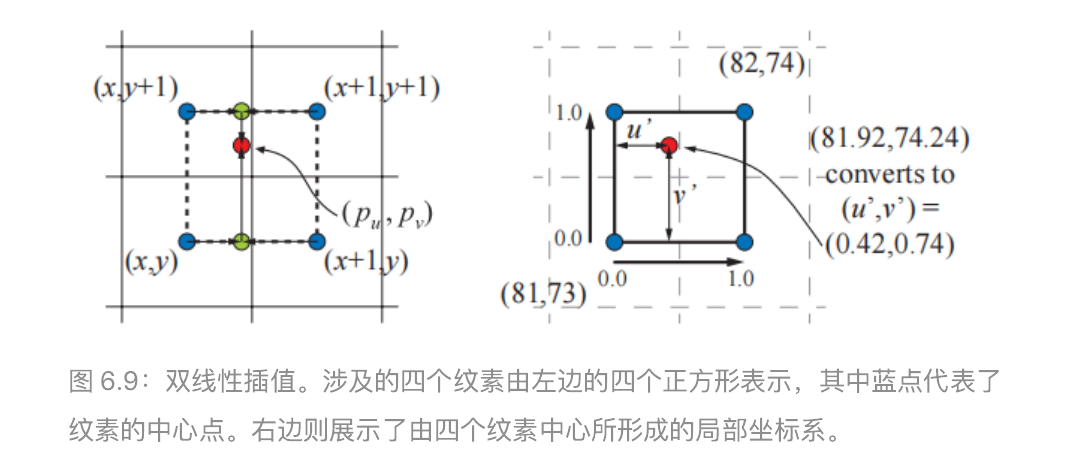 (x,y+1)
(x+1,y+1)
(pᵤ, pᵥ)
(x,y)
(x+1,y)
(82,74)
1.0
u’
v’
0.0
0.0
1.0
(81,73)
(81.92,74.24)
converts to
(u’,v’) =
(0.42,0.74)
图 6.9：双线性插值。涉及的四个纹素由左边的四个正方形表示，其中蓝点代表了
纹素的中心点。右边则展示了由四个纹素中心所形成的局部坐标系。